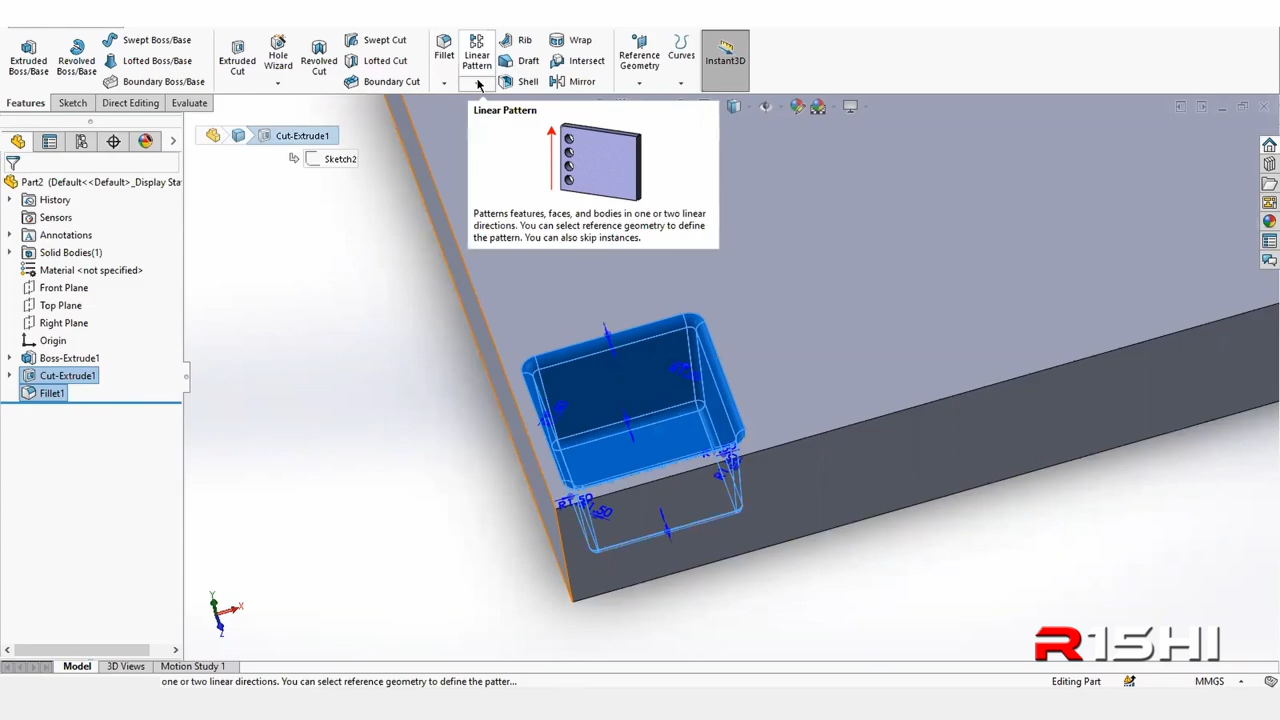 Extruded Boss/Base
Revolved Boss/Base
Swept Boss/Base
Lofted Boss/Base
Boundary Boss/Base
Extruded Cut
Hole Wizard
Revolved Cut
Swept Cut
Lofted Cut
Boundary Cut
Fillet
Linear Pattern
Rib
Draft
Shell
Wrap
Intersect
Mirror
Reference Geometry
Curves
Instant3D
Features
Sketch
Direct Editing
Evaluate
Linear Pattern
Patterns features, faces, and bodies in one or two linear
directions. You can select reference geometry to define
the pattern. You can also skip instances.
Cut-Extrude1
Sketch2
Part2 (Default<<Default>_Display Sta
History
Sensors
Annotations
Solid Bodies(1)
Material <not specified>
Front Plane
Top Plane
Right Plane
Origin
Boss-Extrude1
Cut-Extrude1
Fillet1
R1.50
Y
X
Z
R15HI
Model
3D Views
Motion Study 1
one or two linear directions. You can select reference geometry to define the patter...
Editing Part
MMGS